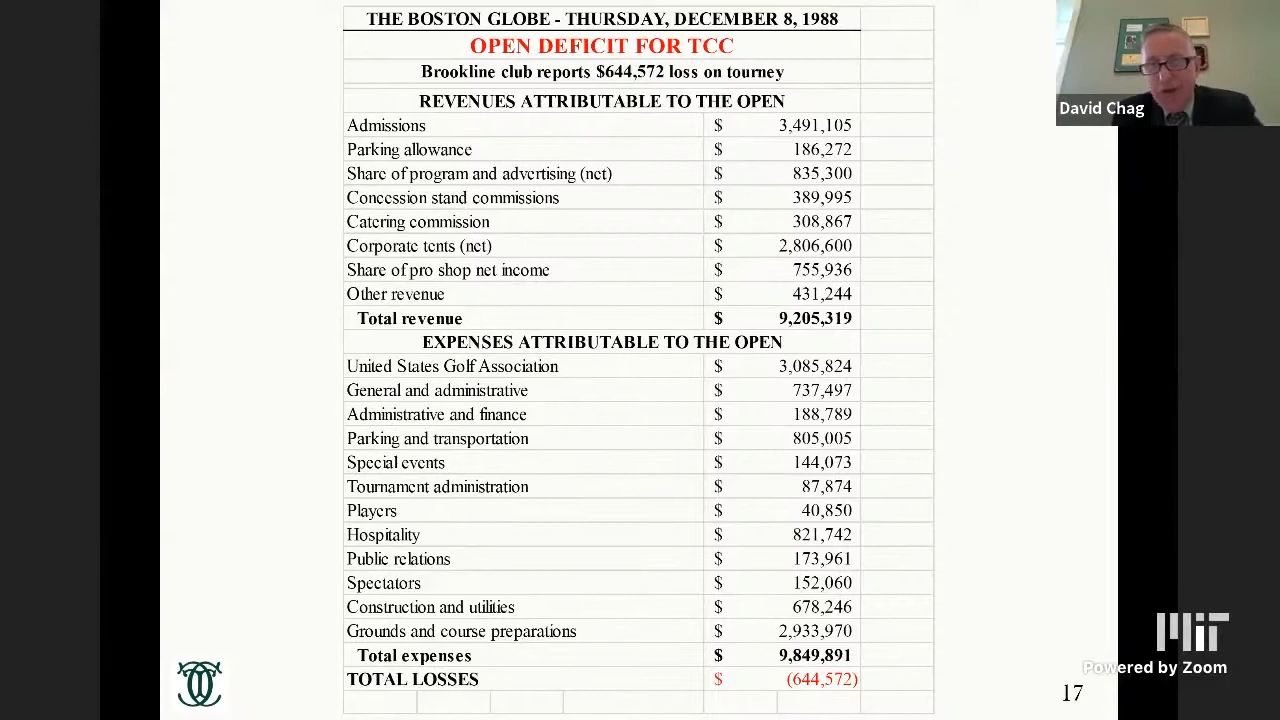 THE BOSTON GLOBE - THURSDAY, DECEMBER 8, 1988
OPEN DEFICIT FOR TCC
Brookline club reports $644,572 loss on tourney
REVENUES ATTRIBUTABLE TO THE OPEN
Admissions $ 3,491,105
Parking allowance $ 186,272
Share of program and advertising (net) $ 835,300
Concession stand commissions $ 389,995
Catering commission $ 308,867
Corporate tents (net) $ 2,806,600
Share of pro shop net income $ 755,936
Other revenue $ 431,244
Total revenue $ 9,205,319
EXPENSES ATTRIBUTABLE TO THE OPEN
United States Golf Association $ 3,085,824
General and administrative $ 737,497
Administrative and finance $ 188,789
Parking and transportation $ 805,005
Special events $ 144,073
Tournament administration $ 87,874
Players $ 40,850
Hospitality $ 821,742
Public relations $ 173,961
Spectators $ 152,060
Construction and utilities $ 678,246
Grounds and course preparations $ 2,933,970
Total expenses $ 9,849,891
TOTAL LOSSES $ (644,572)
David Chag
MIT
Powered by Zoom
17